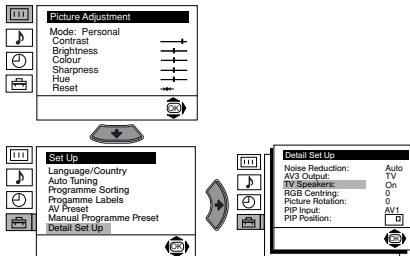 Picture Adjustment
Mode: Personal
Contrast
Brightness
Colour
Sharpness
Hue
Reset
OK
Set Up
Language/Country
Auto Tuning
Programme Sorting
Progamme Labels
AV Preset
Manual Programme Preset
Detail Set Up
OK
Detail Set Up
Noise Reduction: Auto
AV3 Output: TV
TV Speakers: On
RGB Centring: 0
Picture Rotation: 0
PIP Input: AV1
PIP Position:
OK